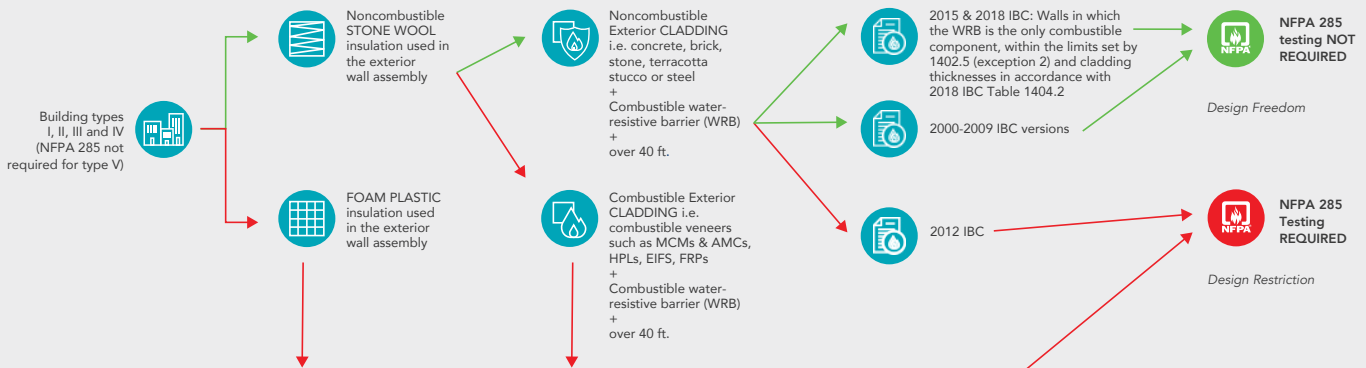 Building types
I, II, III and IV
(NFPA 285 not
required for type V)
Noncombustible
STONE WOOL
insulation used in
the exterior
wall assembly
FOAM PLASTIC
insulation used
in the exterior
wall assembly
Noncombustible
Exterior CLADDING
i.e. concrete, brick,
stone, terracotta
stucco or steel
+
Combustible water-
resistive barrier (WRB)
+
over 40 ft.
Combustible Exterior
CLADDING i.e.
combustible veneers
such as MCMs & AMCs,
HPLs, EIFS, FRPs
+
Combustible water-
resistive barrier (WRB)
+
over 40 ft.
2015 & 2018 IBC: Walls in which
the WRB is the only combustible
component, within the limits set by
1402.5 (exception 2) and cladding
thicknesses in accordance with
2018 IBC Table 1404.2
2000-2009 IBC versions
2012 IBC
NFPA
NFPA 285
testing NOT
REQUIRED
Design Freedom
NFPA
NFPA 285
Testing
REQUIRED
Design Restriction